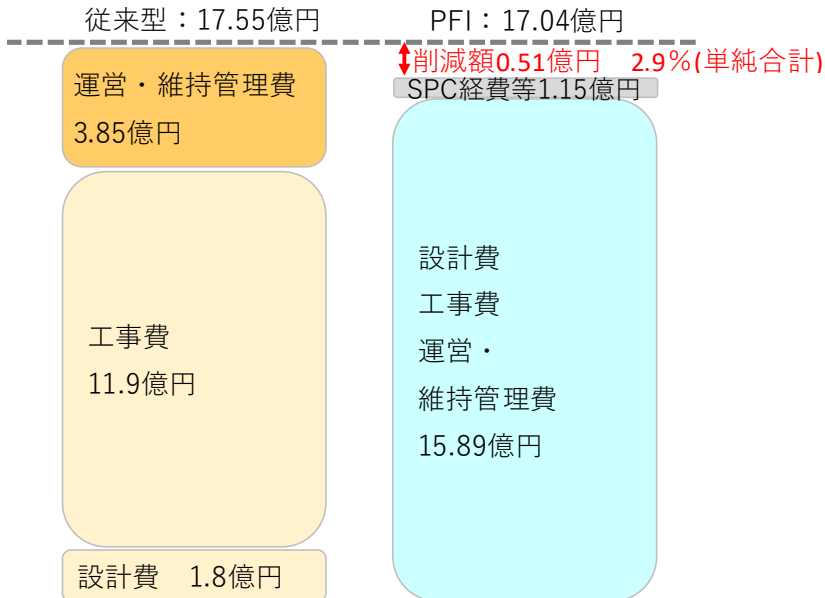 従来型：17.55億円
PFI：17.04億円
削減額0.51億円　2.9％(単純合計)
SPC経費等1.15億円
運営・維持管理費
3.85億円
工事費
11.9億円
設計費　1.8億円
設計費
工事費
運営・
維持管理費
15.89億円